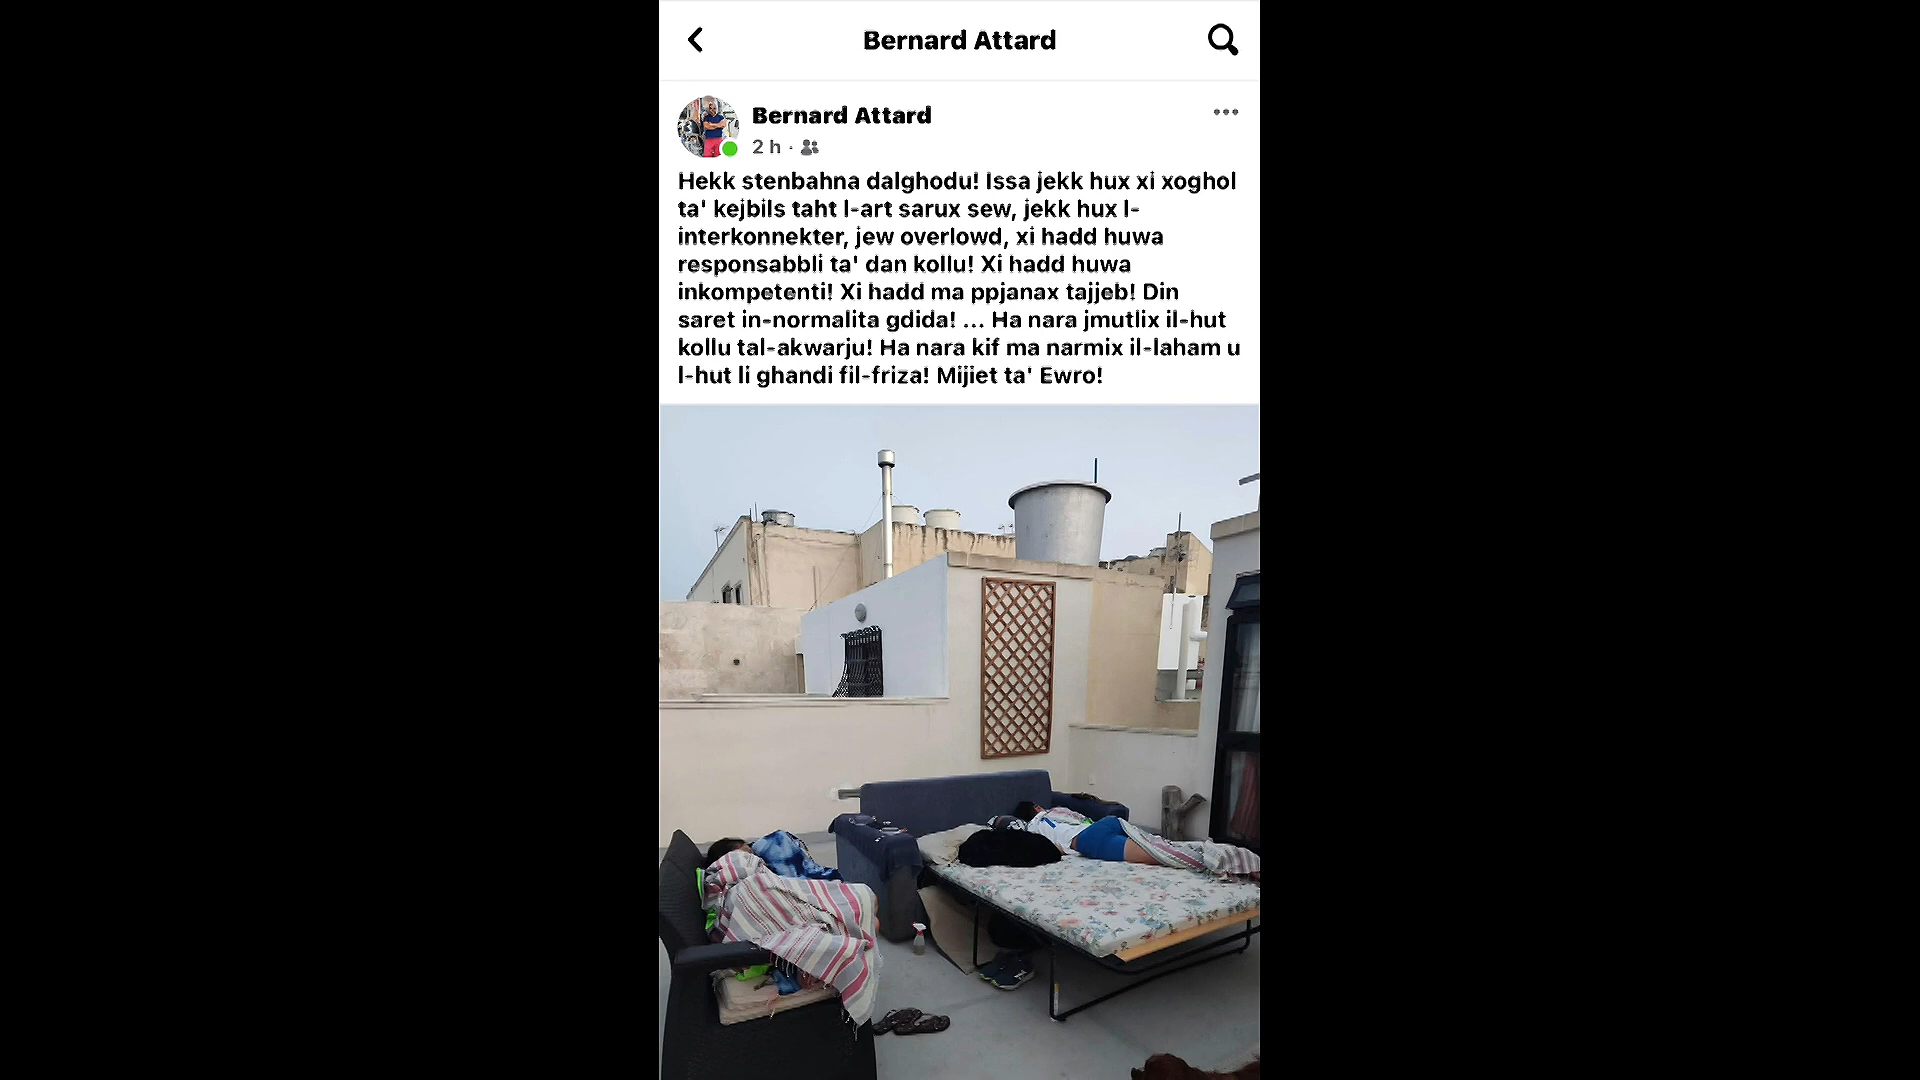 Bernard Attard
Bernard Attard
2 h ·
Hekk stenbahna dalghodu! Issa jekk hux xi xoghol
ta' kejbils taht l-art sarux sew, jekk hux l-
interkonnekter, jew overlowd, xi hadd huwa
responsabbli ta' dan kollu! Xi hadd huwa
inkompetenti! Xi hadd ma ppjanax tajjeb! Din
saret in-normalita gdida! ... Ha nara jmutlix il-hut
kollu tal-akwarju! Ha nara kif ma narmix il-laham u
l-hut li ghandi fil-friza! Mijiet ta' Ewro!